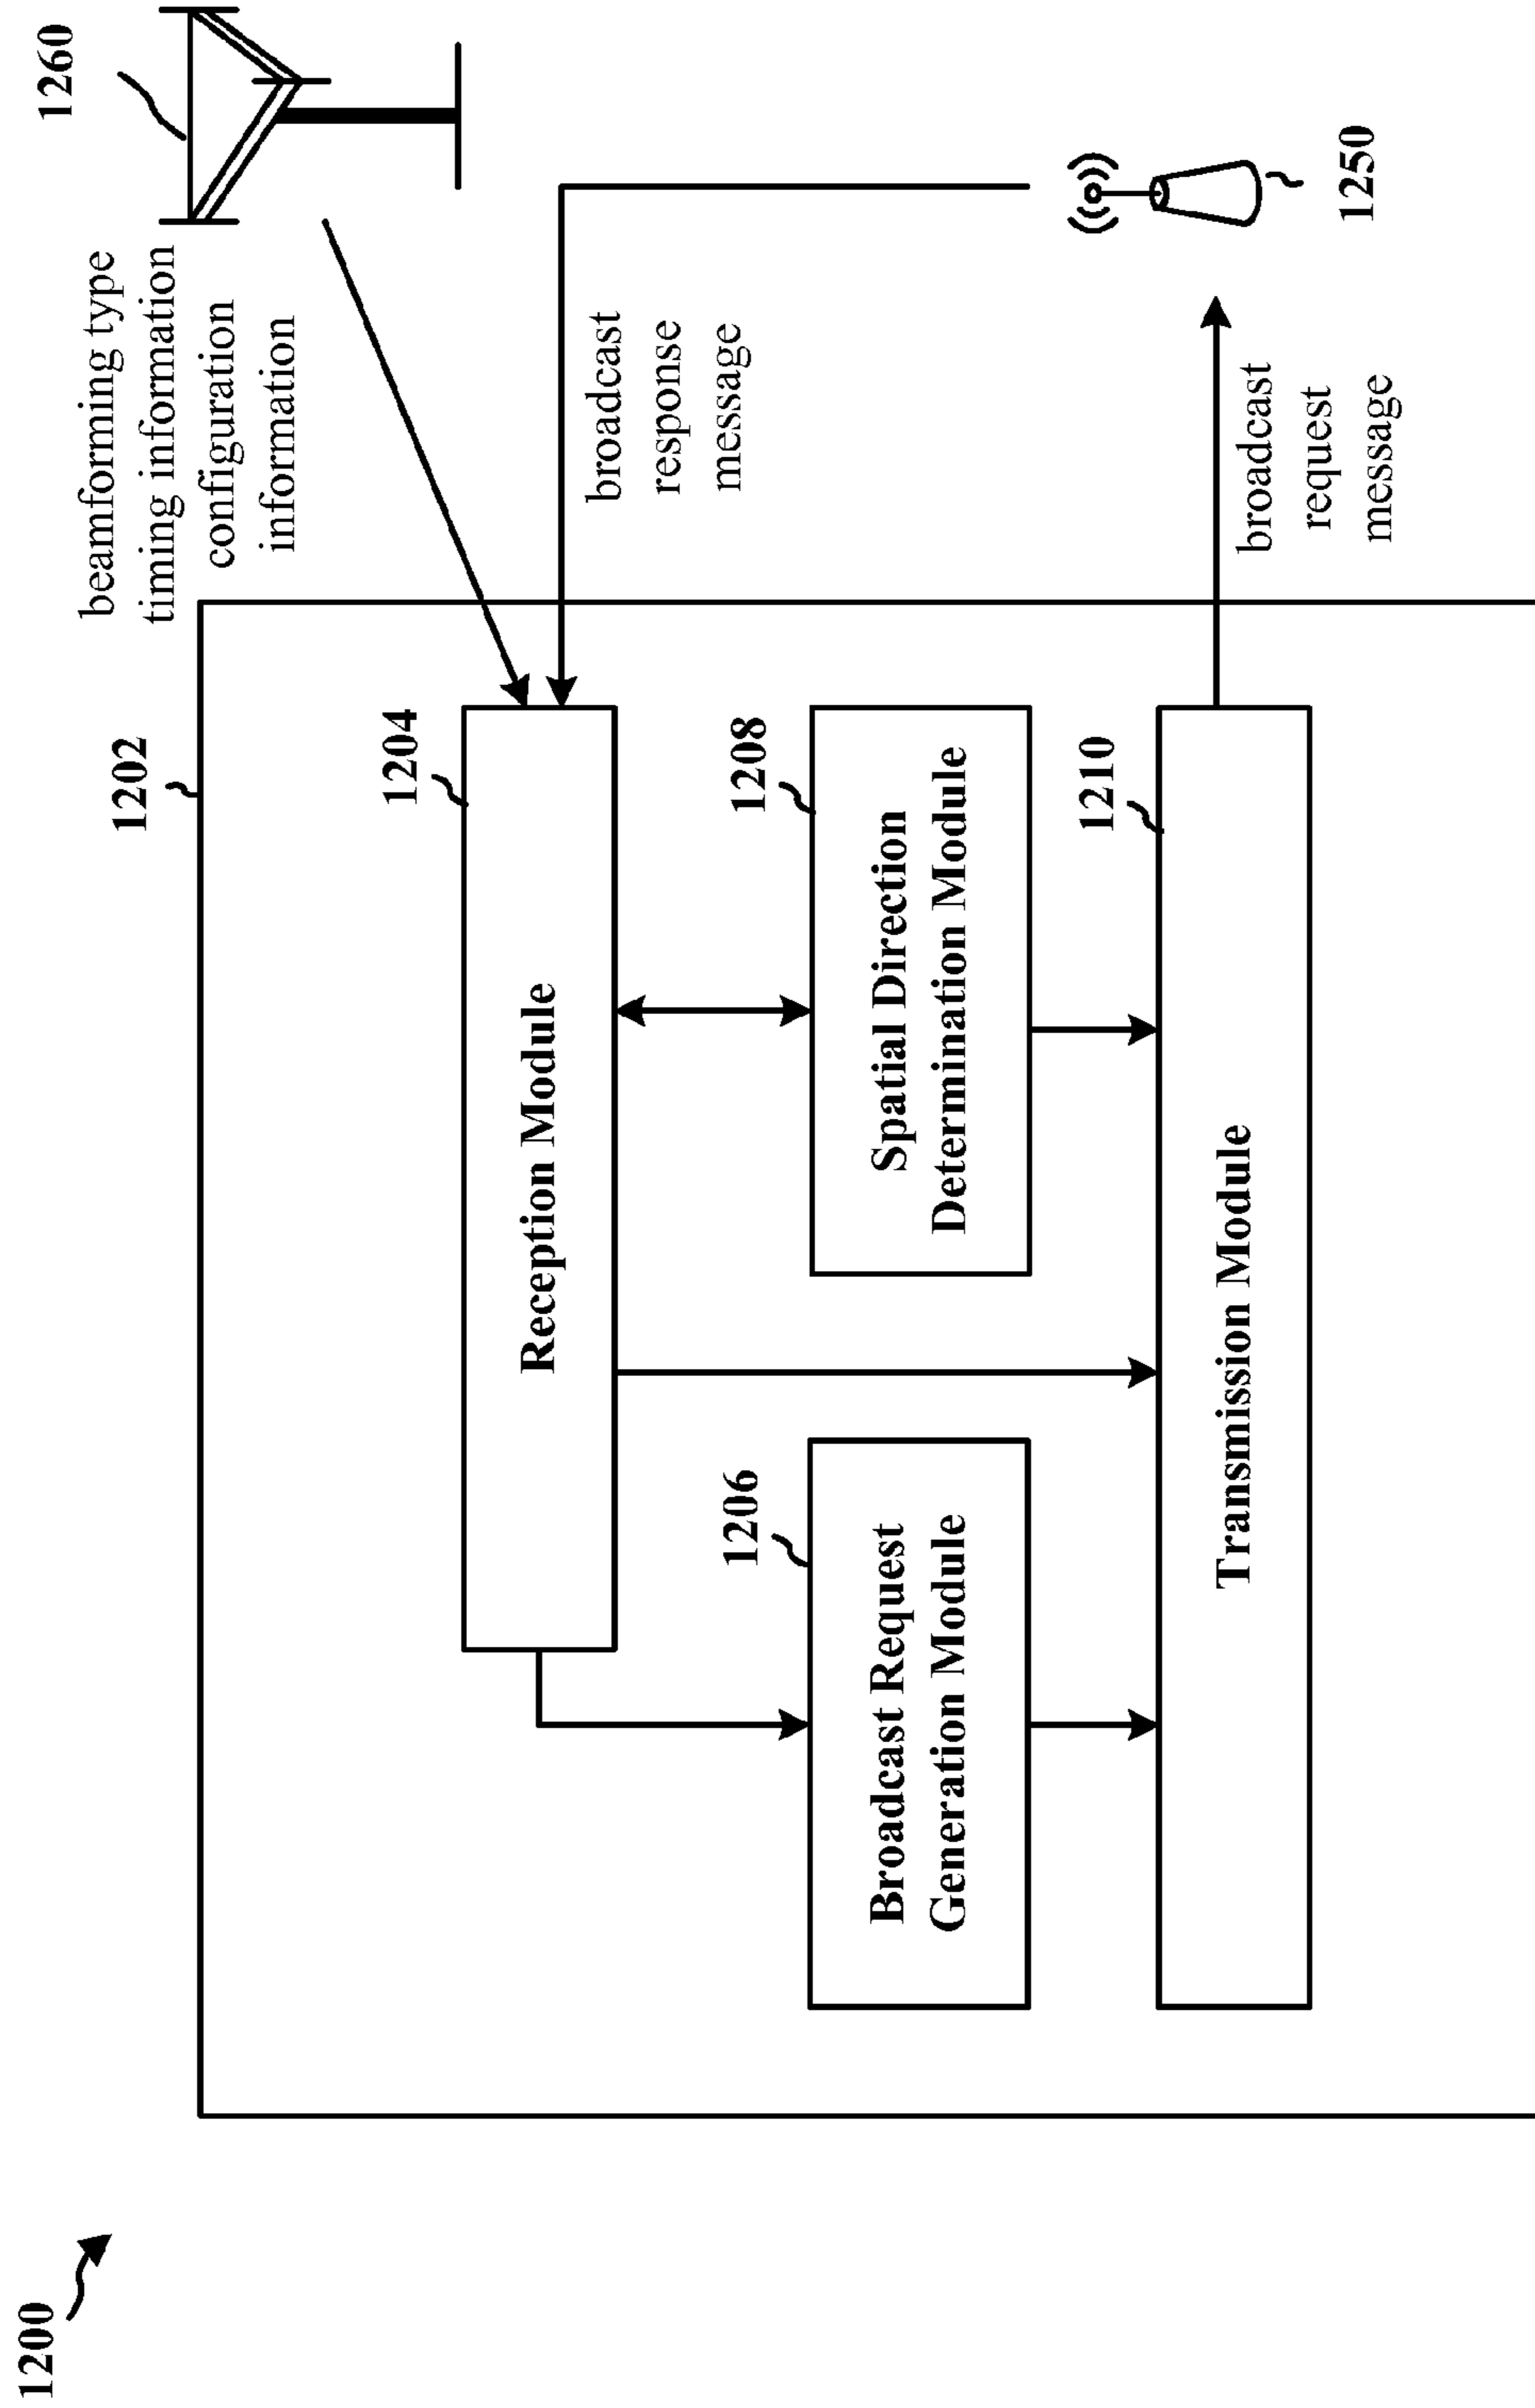 1200
1202
1260
beamforming type
timing information
configuration
information
1204
Reception Module
broadcast
response
message
1206
Broadcast Request
Generation Module
1208
Spatial Direction
Determination Module
1210
Transmission Module
broadcast
request
message
1250